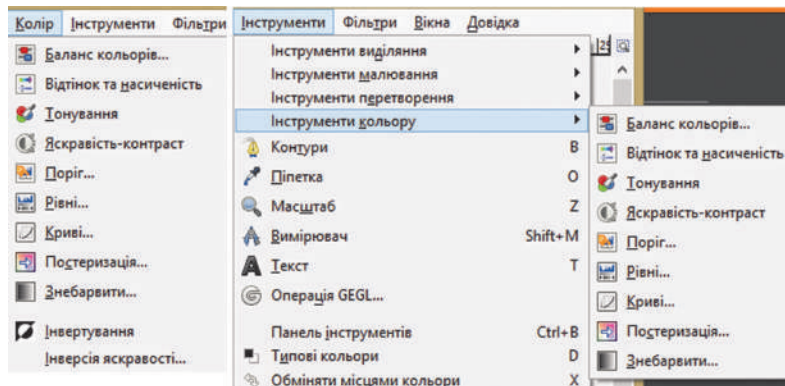 Колір Інструменти Фільтри
Баланс кольорів...
Відтінок та насиченість
Тонування
Яскравість-контраст
Поріг...
Рівні...
Криві...
Постеризація...
Знебарвити...
Інвертування
Інверсія яскравості...
Інструменти Фільтри Вікна Довідка
Інструменти виділяння
Інструменти малювання
Інструменти перетворення
Інструменти кольору
Контури B
Піпетка O
Масштаб Z
Вимірювач Shift+M
Текст T
Операція GEGL...
Панель інструментів Ctrl+B
Типові кольори D
Обміняти місцями кольори X
Баланс кольорів...
Відтінок та насиченість
Тонування
Яскравість-контраст
Поріг...
Рівні...
Криві...
Постеризація...
Знебарвити...